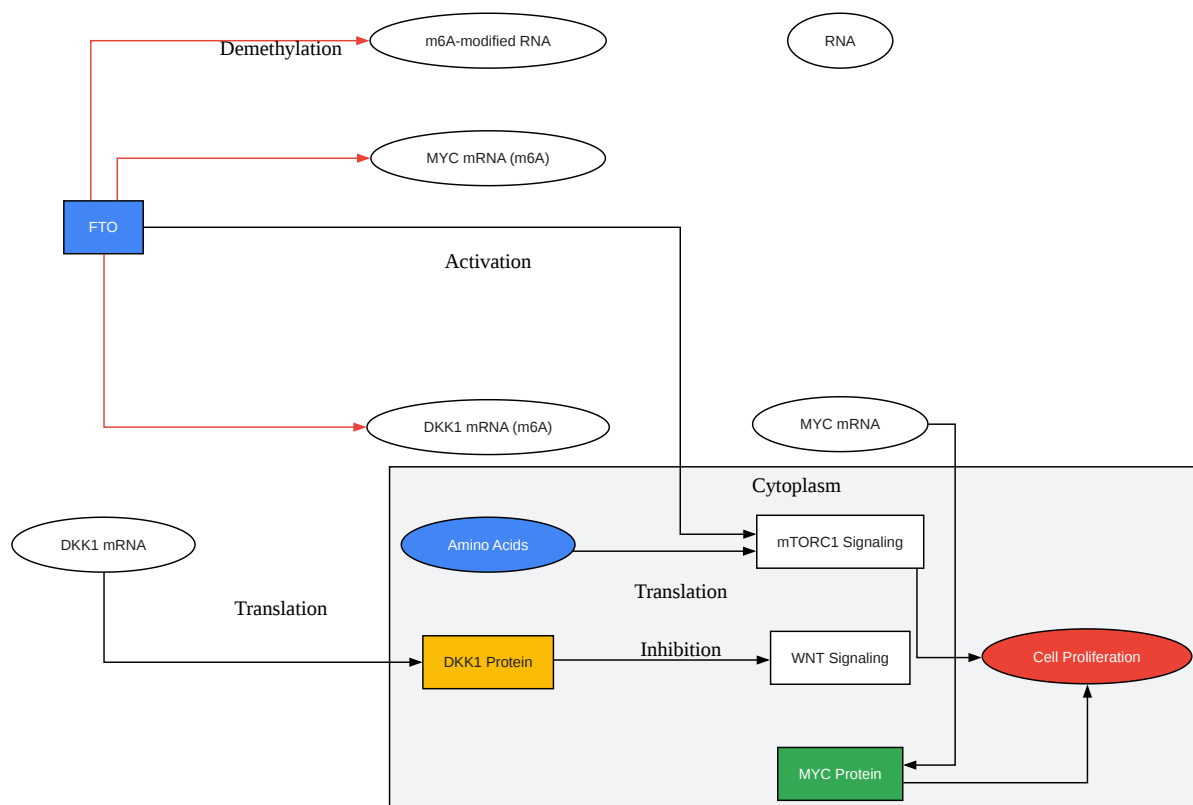 m6A-modified RNA
RNA
Demethylation
MYC mRNA (m6A)
FTO
Activation
DKK1 mRNA (m6A)
MYC mRNA
Cytoplasm
DKK1 mRNA
Amino Acids
mTORC1 Signaling
Translation
Translation
DKK1 Protein
Inhibition
WNT Signaling
Cell Proliferation
MYC Protein